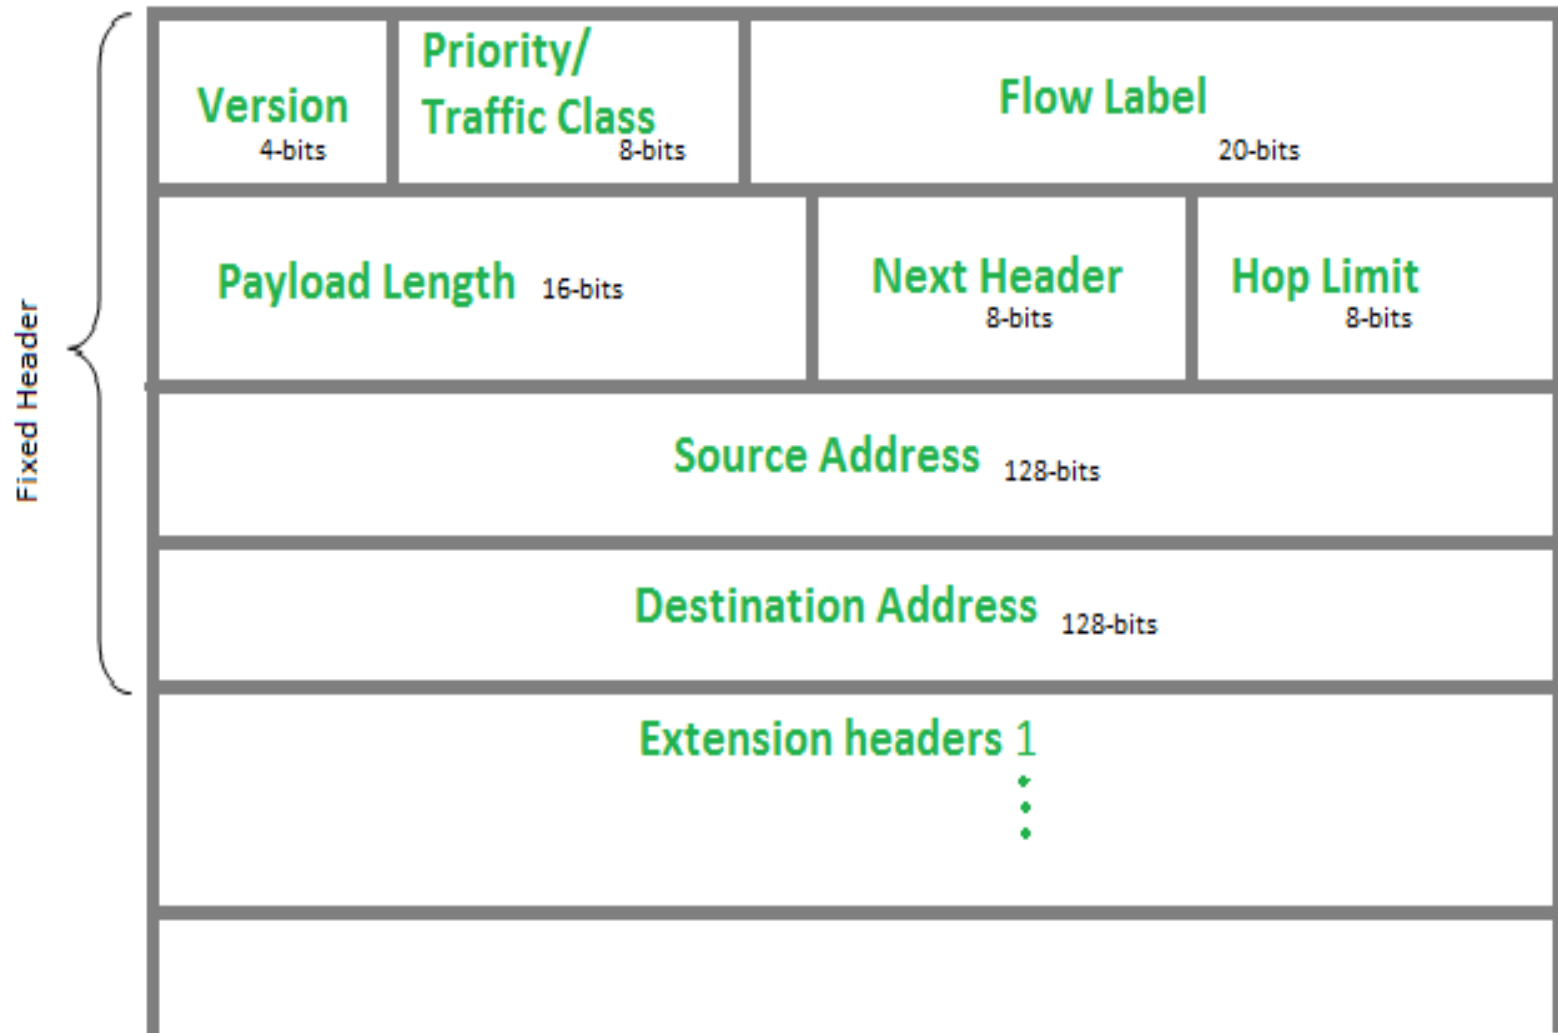 Fixed Header
Priority/
Version
Traffic Class
Flow Label
4-bits
8-bits
20-bits
Payload Length 16-bits
Next Header
8-bits
Hop Limit
8-bits
Source Address 128-bits
Destination Address 128-bits
Extension headers 1